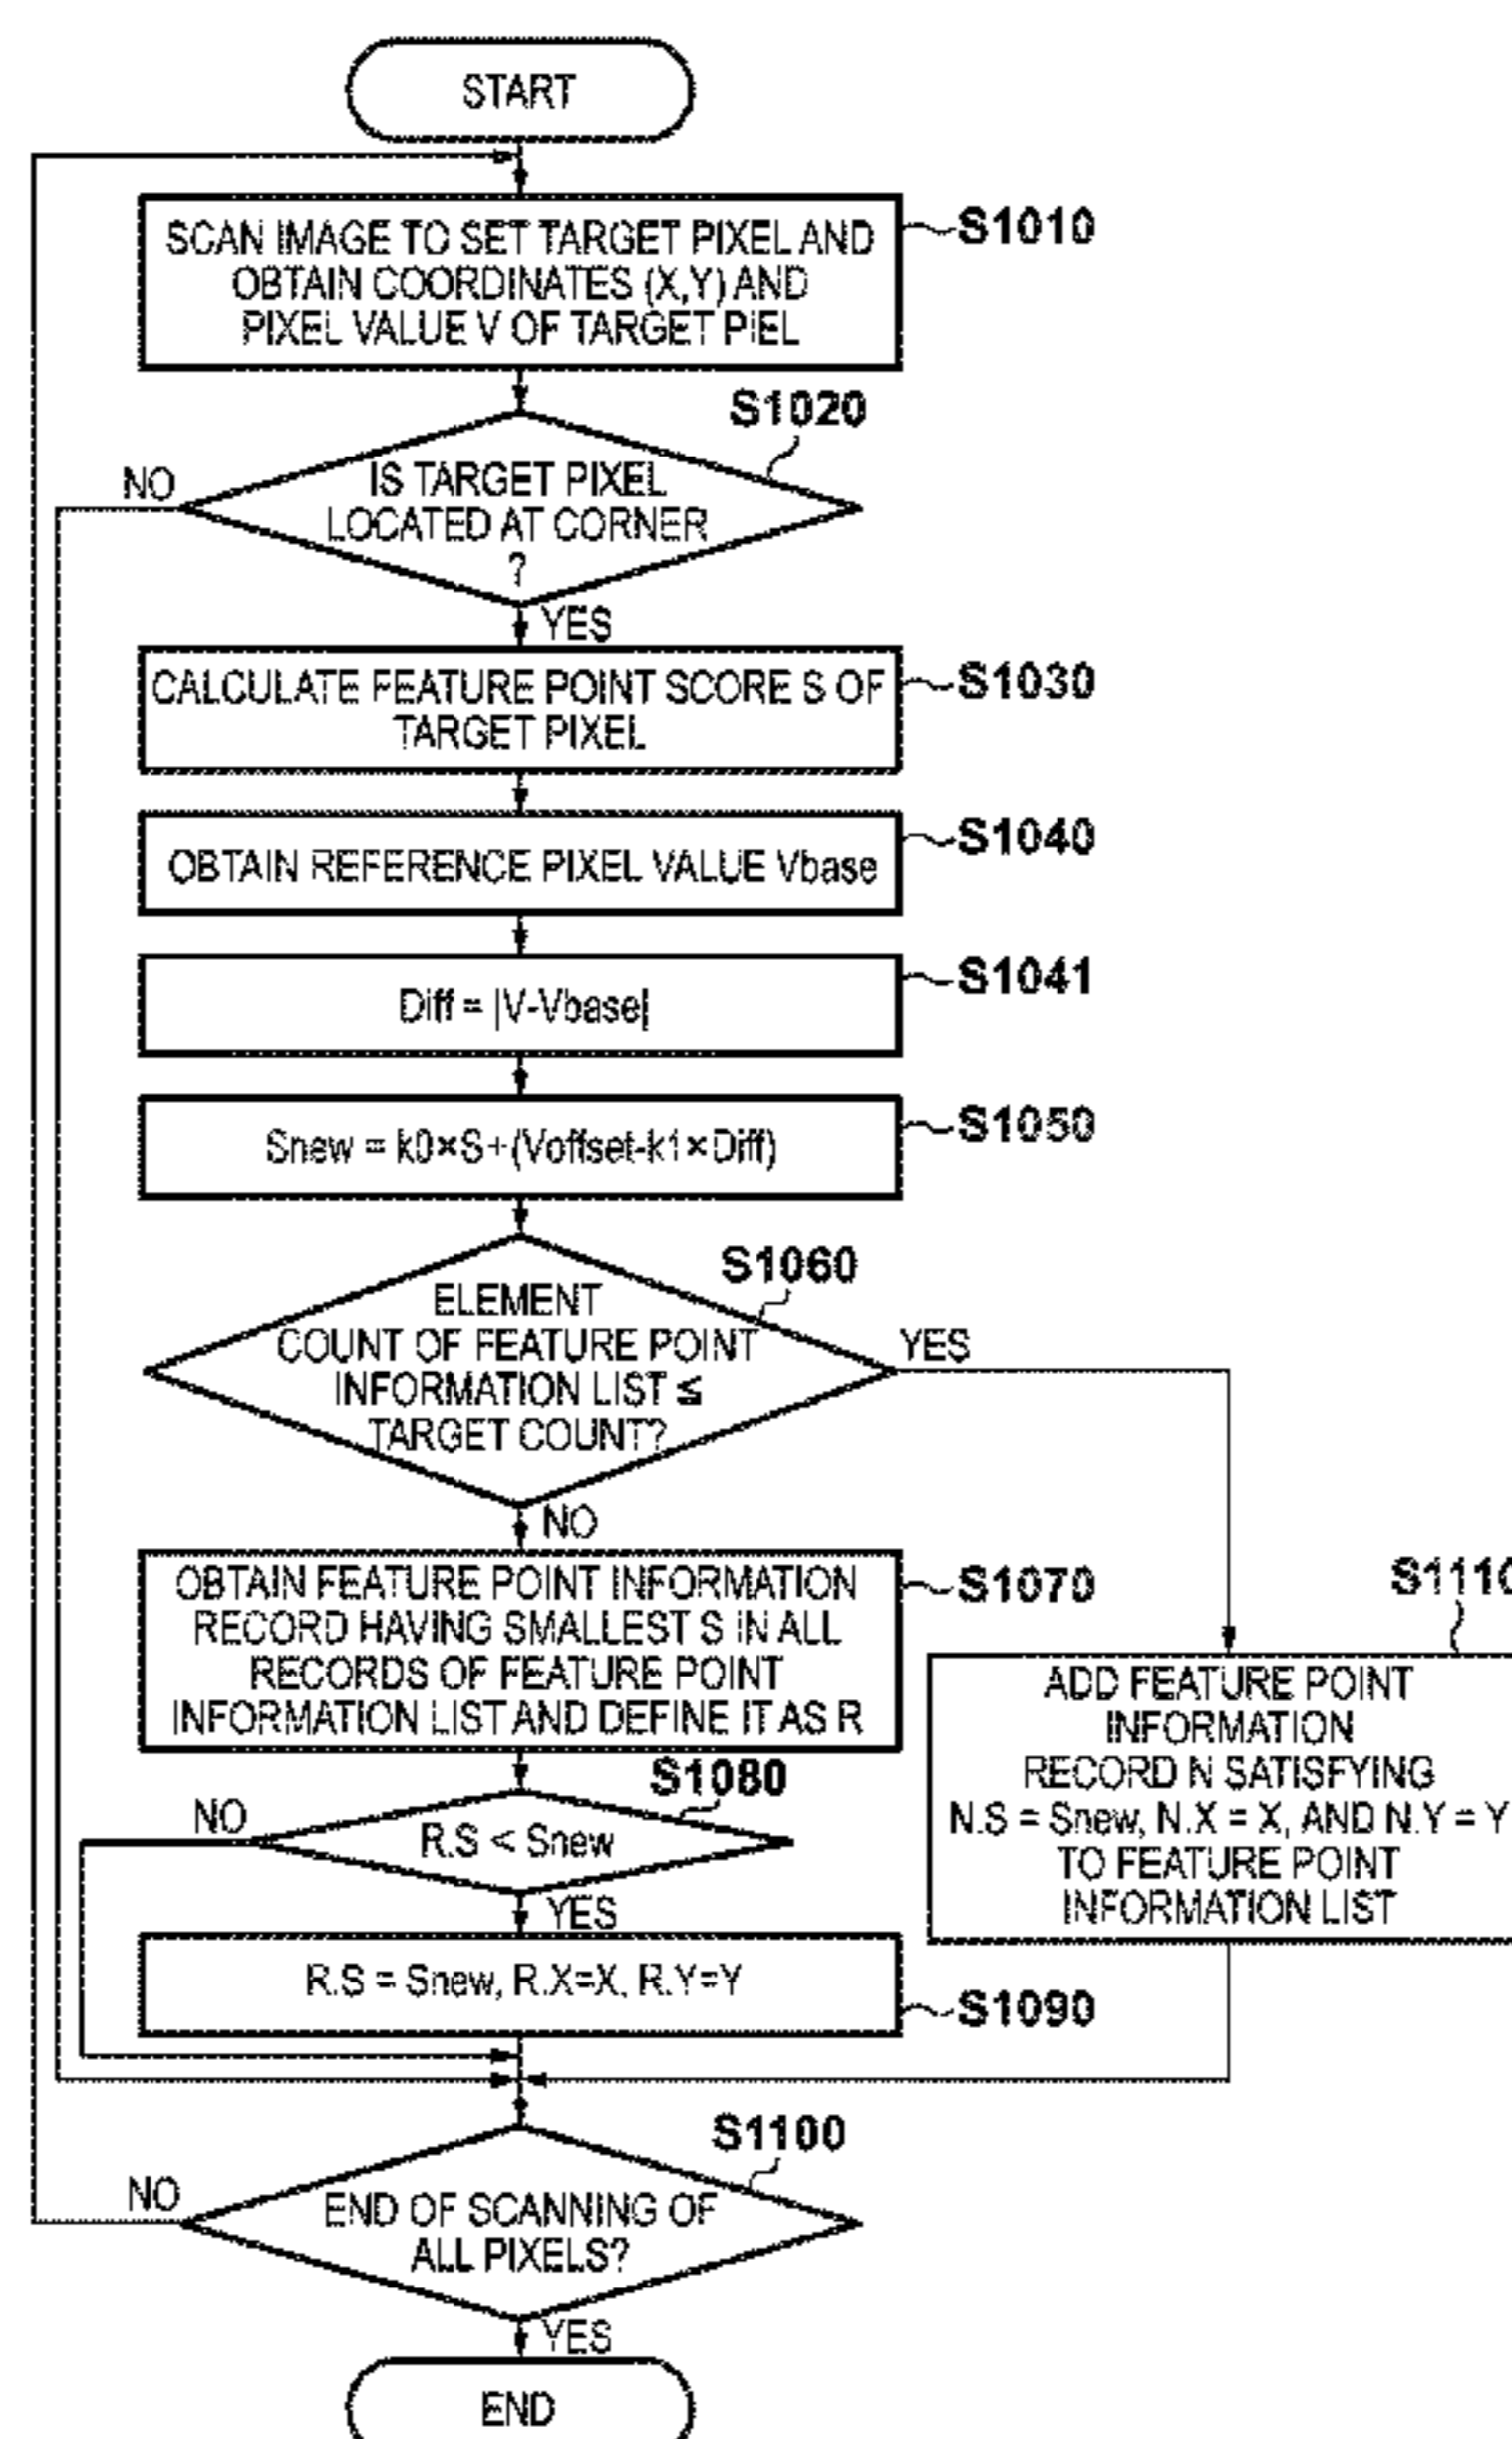 START
SCAN IMAGE TO SET TARGET PIXEL AND
OBTAIN COORDINATES (X,Y) AND
PIXEL VALUE V OF TARGET PIEL
S1010
S1020
IS TARGET PIXEL
LOCATED AT CORNER
?
NO
YES
CALCULATE FEATURE POINT SCORE S OF
TARGET PIXEL
S1030
OBTAIN REFERENCE PIXEL VALUE Vbase
S1040
Diff = |V-Vbase|
S1041
Snew = k0×S+(Voffset-k1×Diff)
S1050
S1060
ELEMENT
COUNT OF FEATURE POINT
INFORMATION LIST ≦
TARGET COUNT?
YES
NO
OBTAIN FEATURE POINT INFORMATION
RECORD HAVING SMALLEST S IN ALL
RECORDS OF FEATURE POINT
INFORMATION LIST AND DEFINE IT AS R
S1070
S1110
ADD FEATURE POINT
INFORMATION
RECORD N SATISFYING
N.S = Snew, N.X = X, AND N.Y = Y
TO FEATURE POINT
INFORMATION LIST
S1080
R.S < Snew
NO
YES
R.S = Snew, R.X=X, R.Y=Y
S1090
S1100
END OF SCANNING OF
ALL PIXELS?
NO
YES
END